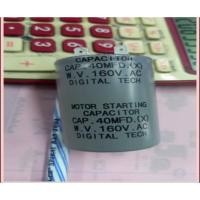 CAPACITOR
CAP. 40MFD.(X)
W.V. 160V. AC
DIGITAL TECH
MOTOR STARTING
CAPACITOR
CAP. 40MFD.(X)
W.V. 160V. AC
DIGITAL TECH